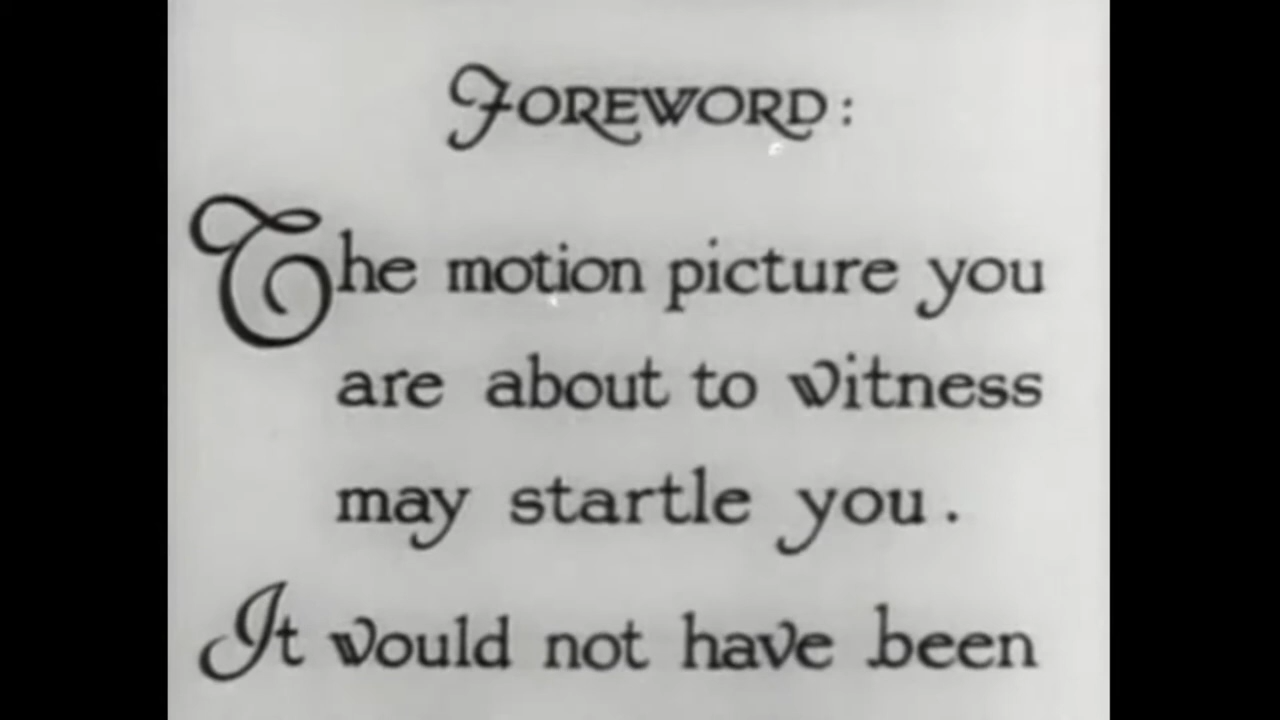 FOREWORD:
The motion picture you
are about to witness
may startle you.
It would not have been